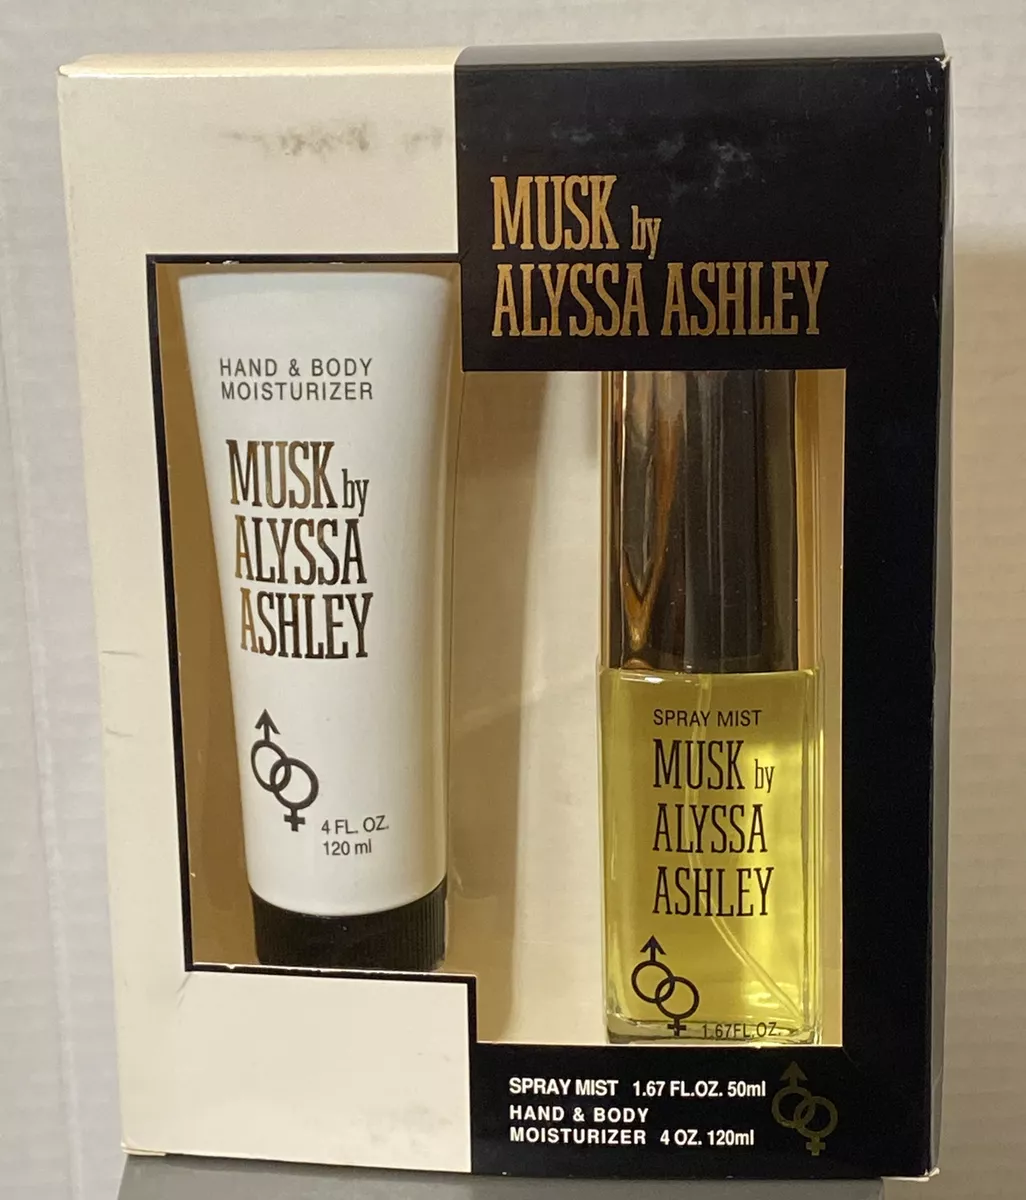 MUSK by
ALYSSA ASHLEY
HAND & BODY
MOISTURIZER
MUSK by
ALYSSA
ASHLEY
4 FL. OZ.
120 ml
SPRAY MIST
MUSK by
ALYSSA
ASHLEY
1.67FL.OZ.
SPRAY MIST 1.67 FL.OZ. 50ml
HAND & BODY
MOISTURIZER 4 OZ. 120ml